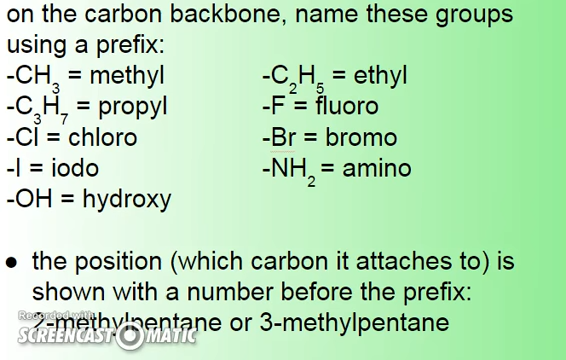 on the carbon backbone, name these groups
using a prefix:
-CH3 = methyl -C2H5 = ethyl
-C3H7 = propyl -F = fluoro
-Cl = chloro -Br = bromo
-I = iodo -NH2 = amino
-OH = hydroxy
● the position (which carbon it attaches to) is
shown with a number before the prefix:
Recorded with
2-methylpentane or 3-methylpentane
SCREENCAST-O-MATIC